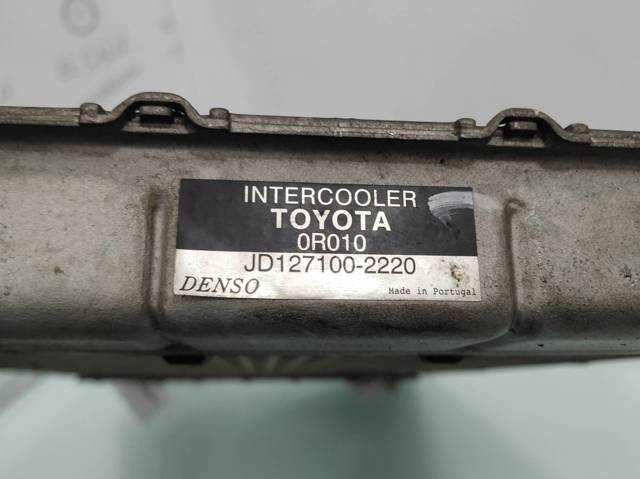 INTERCOOLER
TOYOTA
0R010
JD127100-2220
DENSO
Made in Portugal